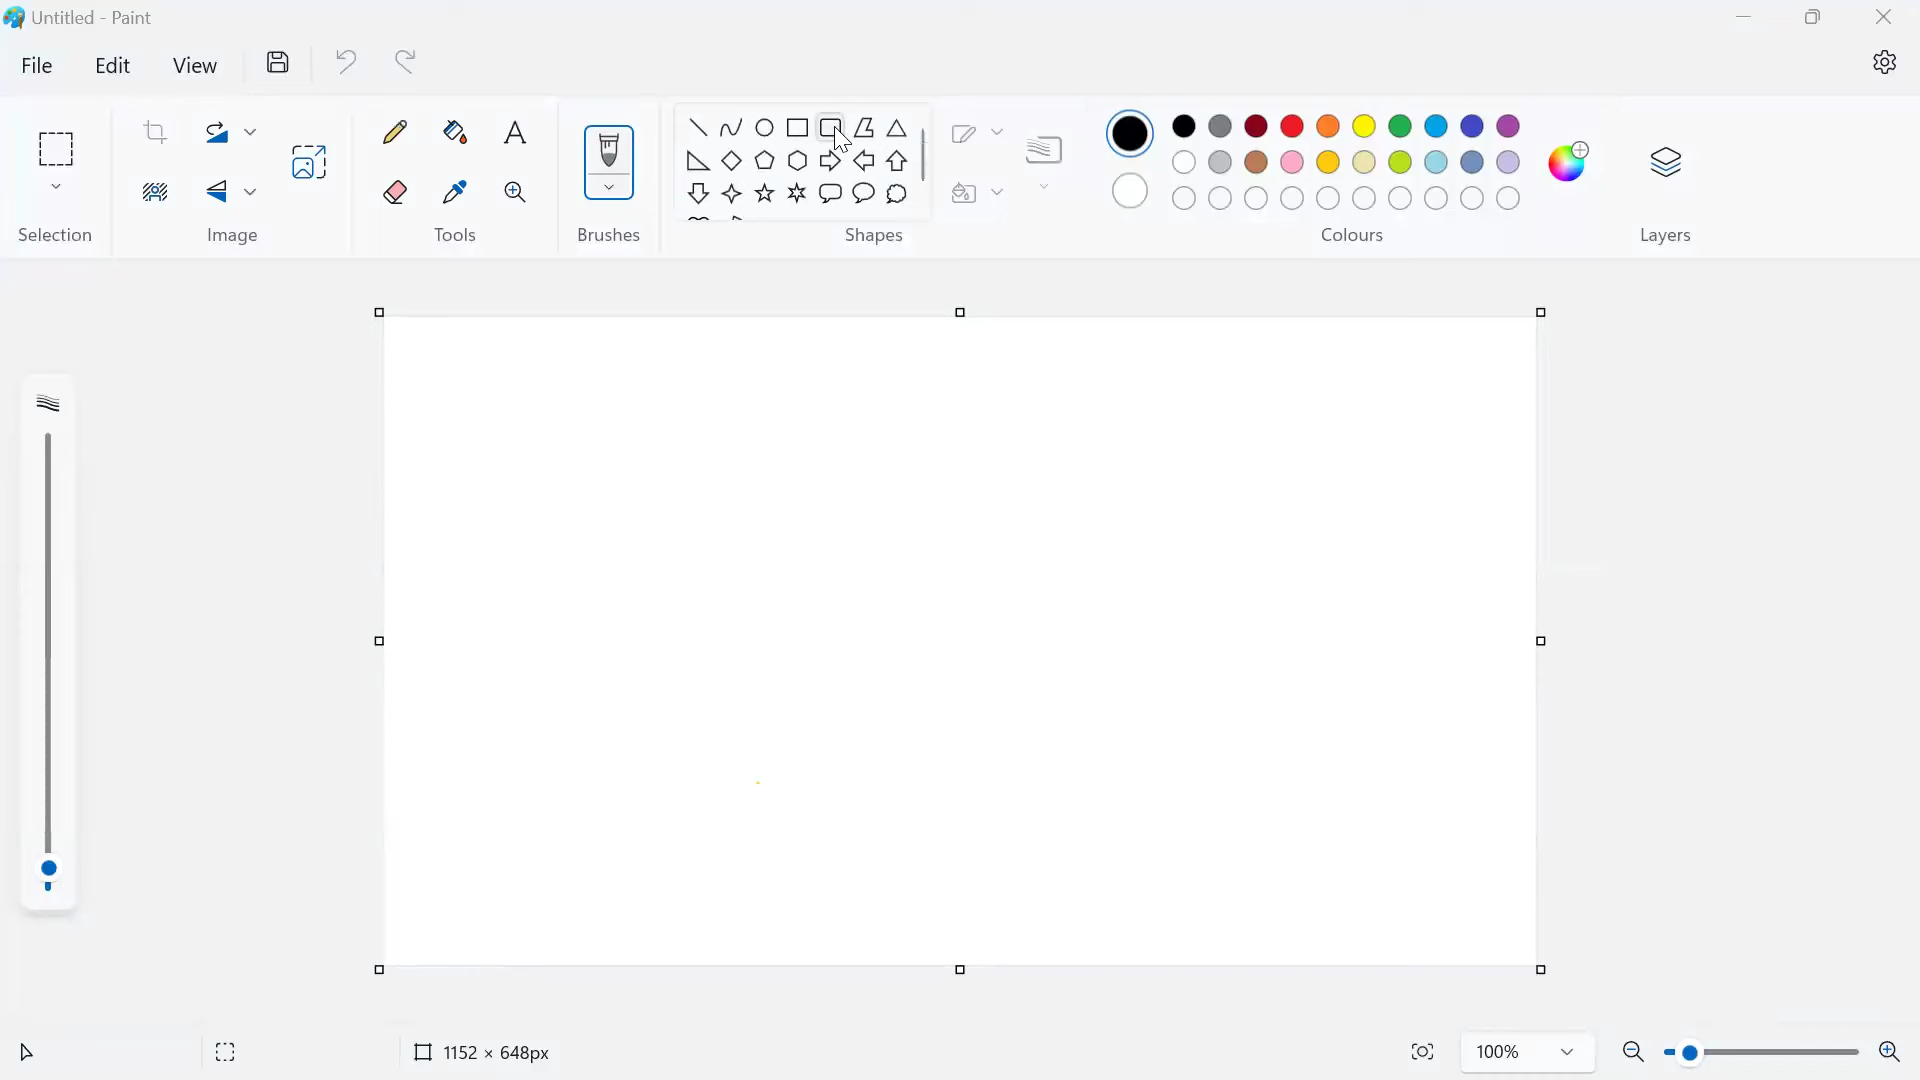 Untitled - Paint
File Edit View
Selection Image Tools Brushes Shapes Colours Layers
1152 × 648px 100%